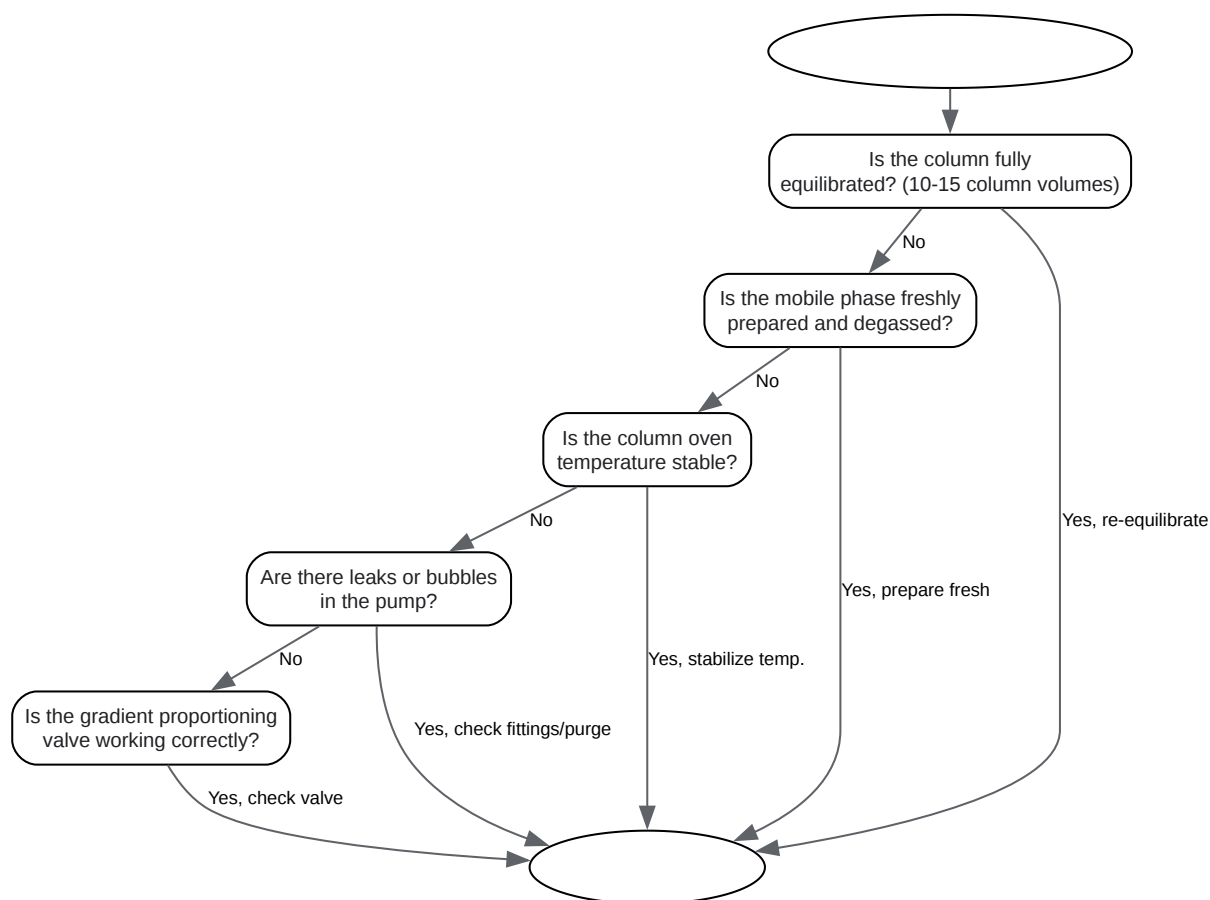 Is the column fully
equilibrated? (10-15 column volumes)
No
Is the mobile phase freshly
prepared and degassed?
No
Is the column oven
temperature stable?
Yes, re-equilibrate
No
Are there leaks or bubbles
in the pump?
Yes, prepare fresh
No
Yes, stabilize temp.
Is the gradient proportioning
valve working correctly?
Yes, check fittings/purge
Yes, check valve